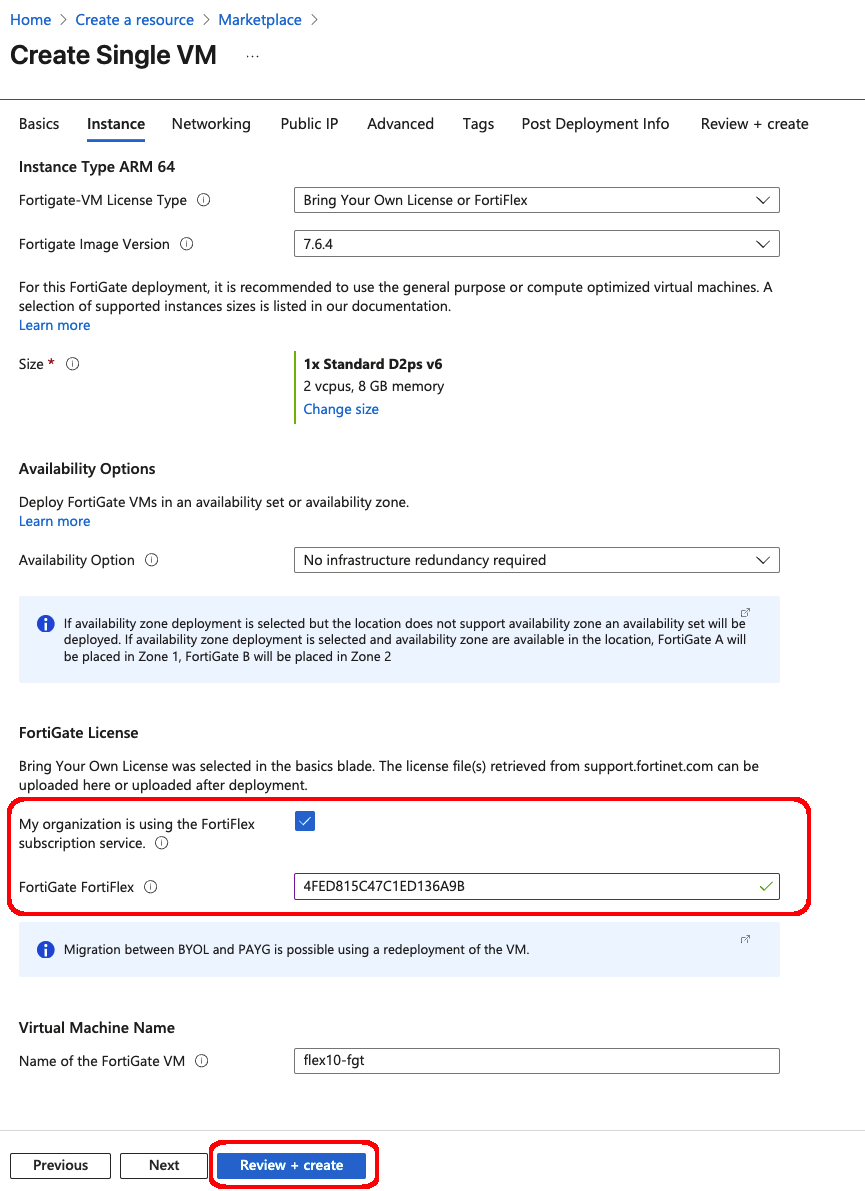 Home > Create a resource > Marketplace >
Create Single VM ...
Basics Instance Networking Public IP Advanced Tags Post Deployment Info Review + create
Instance Type ARM 64
Fortigate-VM License Type Bring Your Own License or FortiFlex
Fortigate Image Version 7.6.4
For this FortiGate deployment, it is recommended to use the general purpose or compute optimized virtual machines. A
selection of supported instances sizes is listed in our documentation.
Learn more
Size * 1x Standard D2ps v6
2 vcpus, 8 GB memory
Change size
Availability Options
Deploy FortiGate VMs in an availability set or availability zone.
Learn more
Availability Option No infrastructure redundancy required
If availability zone deployment is selected but the location does not support availability zone an availability set will be
deployed. If availability zone deployment is selected and availability zone are available in the location, FortiGate A will
be placed in Zone 1, FortiGate B will be placed in Zone 2
FortiGate License
Bring Your Own License was selected in the basics blade. The license file(s) retrieved from support.fortinet.com can be
uploaded here or uploaded after deployment.
My organization is using the FortiFlex
subscription service.
FortiGate FortiFlex 4FED815C47C1ED136A9B
Migration between BYOL and PAYG is possible using a redeployment of the VM.
Virtual Machine Name
Name of the FortiGate VM flex10-fgt
Previous Next Review + create